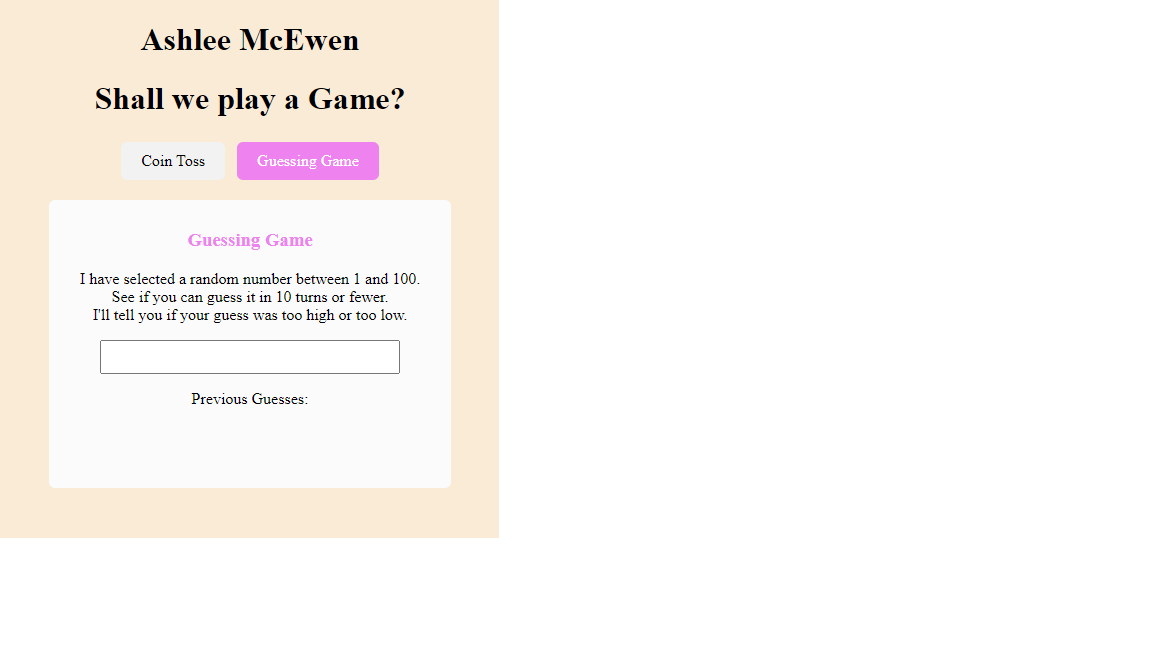 Ashlee McEwen
Shall we play a Game?
Coin Toss
Guessing Game
Guessing Game
I have selected a random number between 1 and 100.
See if you can guess it in 10 turns or fewer.
I'll tell you if your guess was too high or too low.
Previous Guesses: